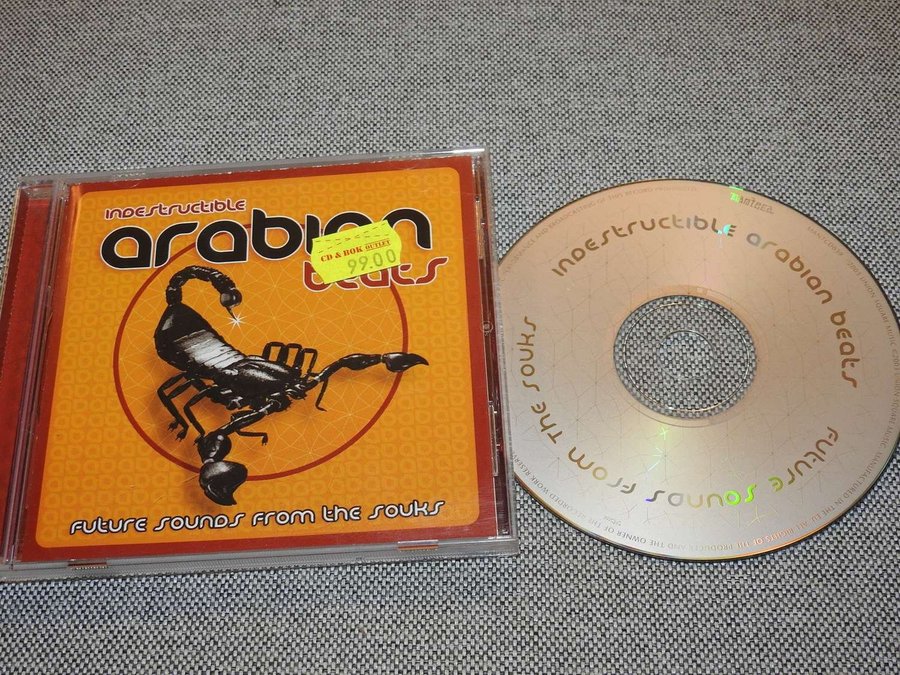 INDESTRUCTIBLE
arabian
beats
CD & BOK OUTLET
99.00
FUTURE SOUNDS FROM THE SOUKS
INDESTRUCTIBLE ARABIAN BEATS
FUTURE SOUNDS FROM THE SOUKS